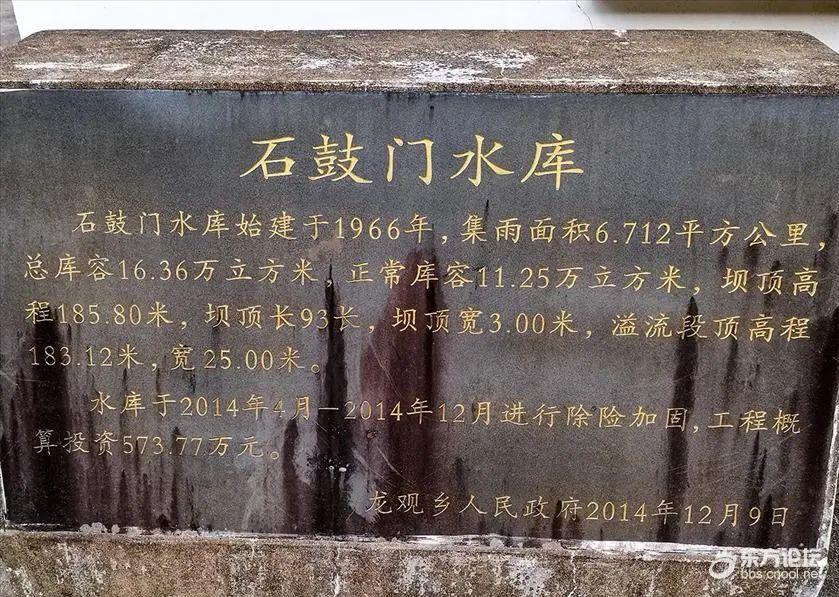 石鼓门水库
石鼓门水库始建于1966年，集雨面积6.712平方公里，
总库容16.36万立方米，正常库容11.25万立方米，坝顶高
程185.80米，坝顶长93长，坝顶宽3.00米，溢流段顶高程
183.12米，宽25.00米。
水库于2014年4月—2014年12月进行除险加固,工程概
算投资573.77万元。
龙观乡人民政府2014年12月9日
东方论坛
bbs.cnool.net